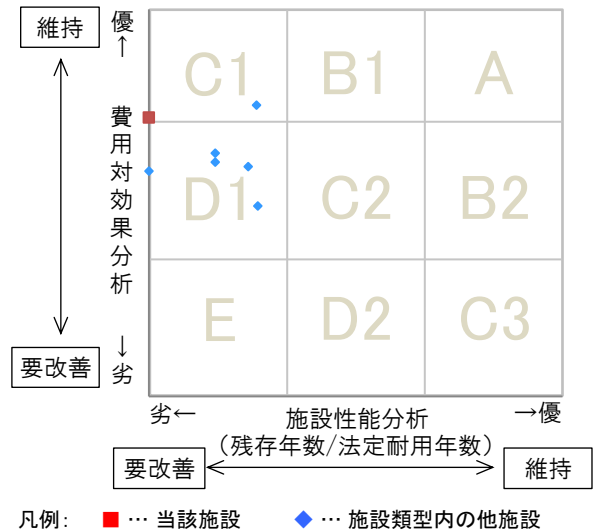 維持
優
↑
費用対効果分析
↓
劣
要改善
C1 B1 A
D1 C2 B2
E D2 C3
劣← 施設性能分析 →優
（残存年数/法定耐用年数）
要改善 維持
凡例： ■ … 当該施設 ◆ … 施設類型内の他施設